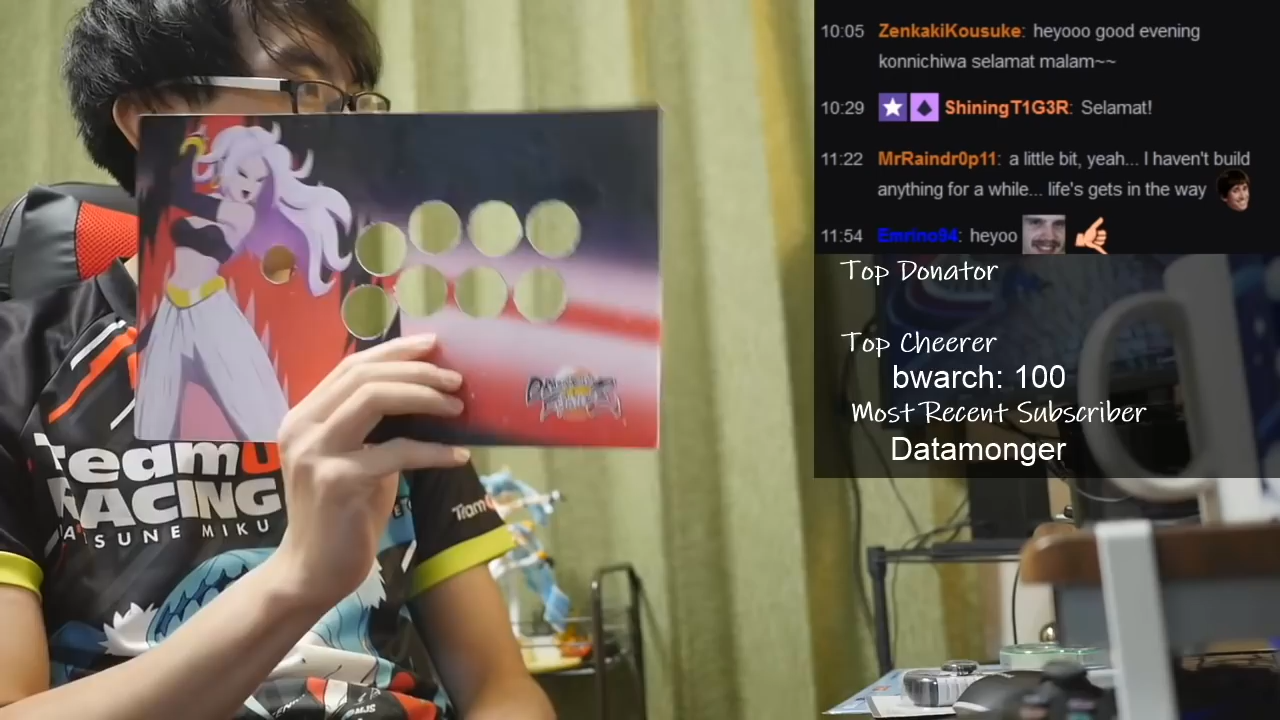 10:05 ZenkakiKousuke: heyooo good evening
konnichiwa selamat malam~~
10:29 ShiningT1G3R: Selamat!
11:22 MrRaindr0p11: a little bit, yeah... I haven't build
anything for a while... life's gets in the way
11:54 Emrino94: heyoo
Top Donator
Top Cheerer
bwarch: 100
Most Recent Subscriber
Datamonger
TeamU
RACING
HATSUNE MIKU